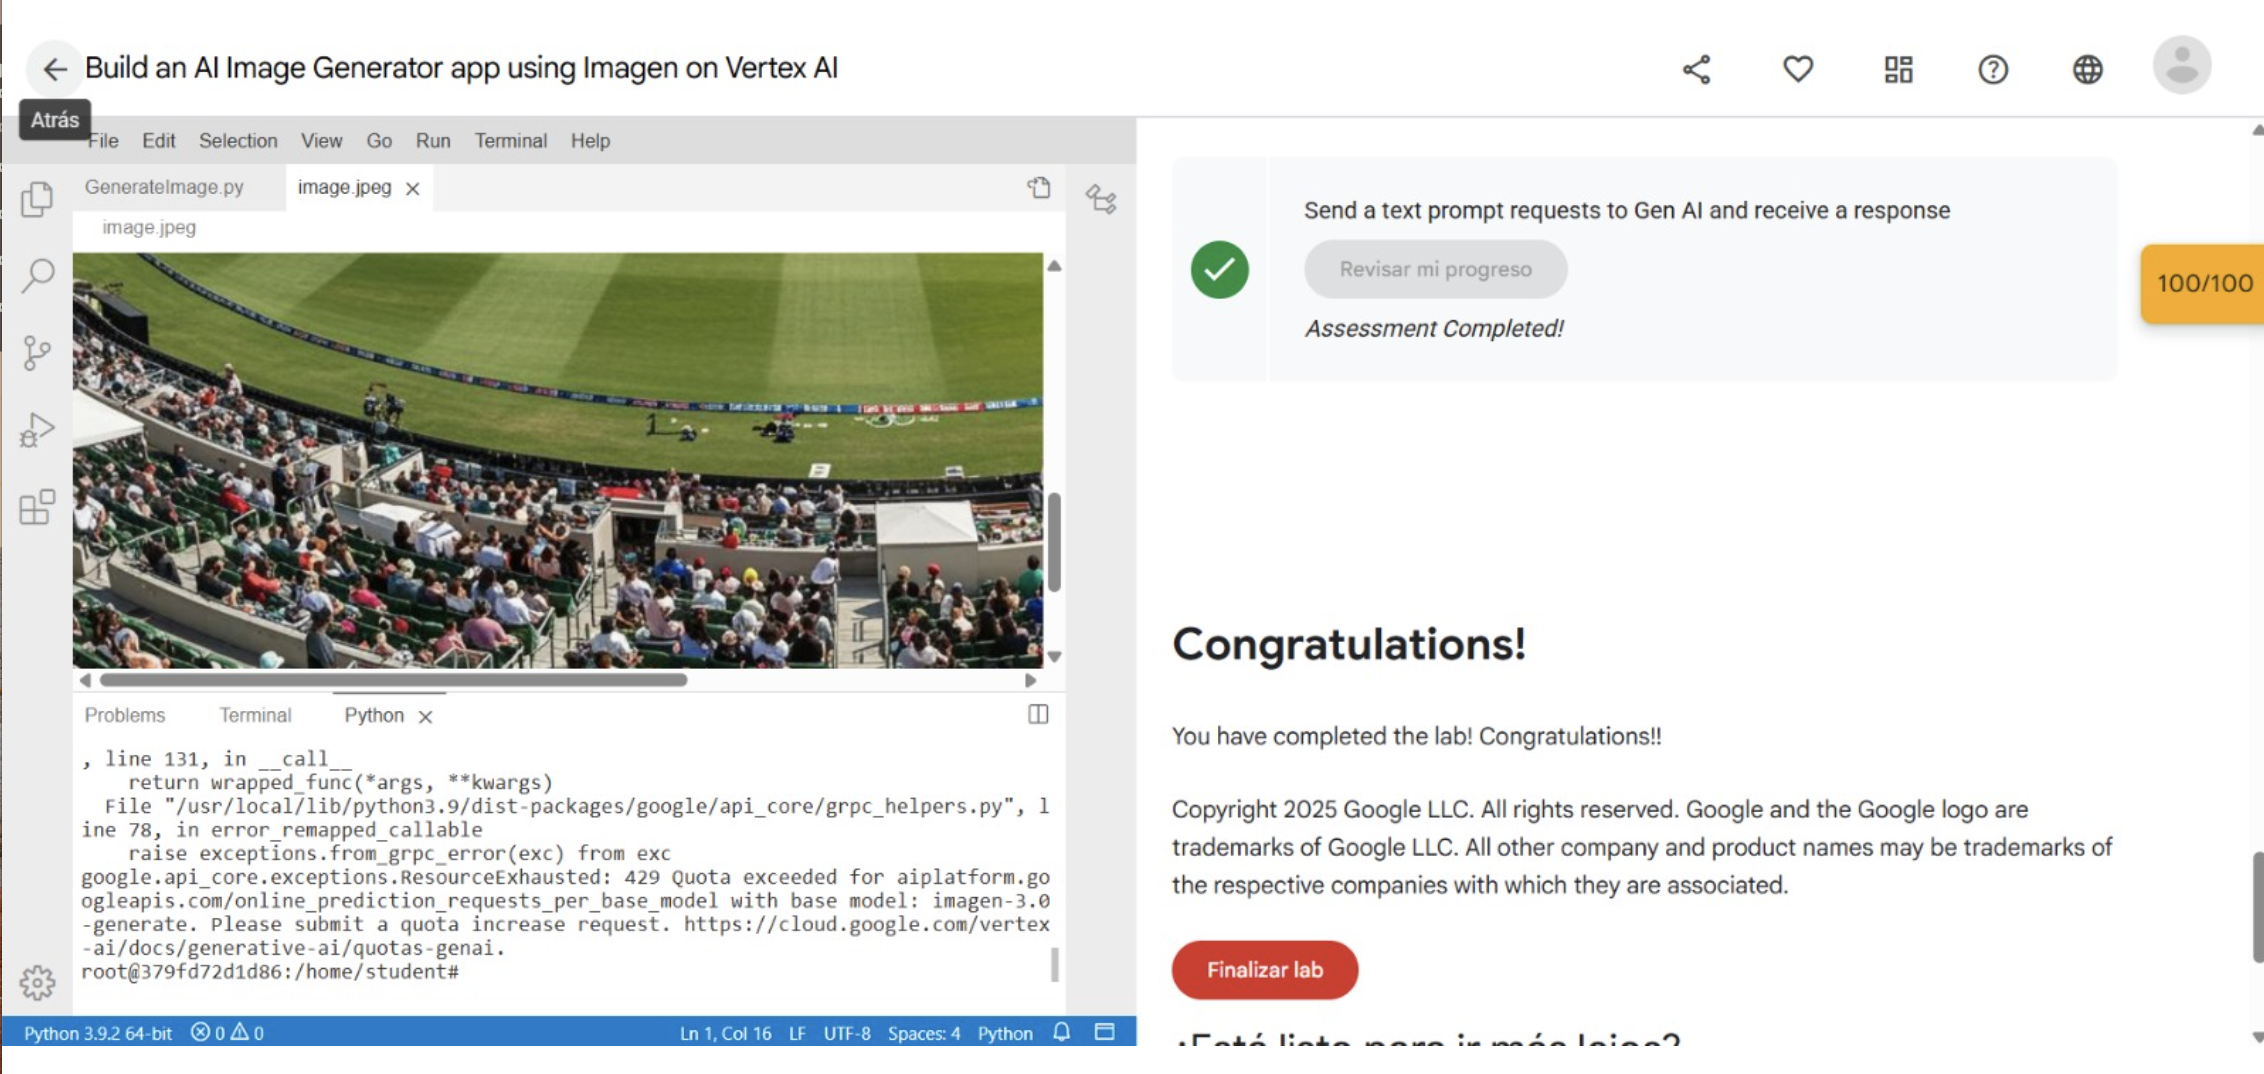 Build an AI Image Generator app using Imagen on Vertex AI
Atrás
File Edit Selection View Go Run Terminal Help
GenerateImage.py image.jpeg
image.jpeg
Problems Terminal Python
, line 131, in __call__
return wrapped_func(*args, **kwargs)
File "/usr/local/lib/python3.9/dist-packages/google/api_core/grpc_helpers.py", l
ine 78, in error_remapped_callable
raise exceptions.from_grpc_error(exc) from exc
google.api_core.exceptions.ResourceExhausted: 429 Quota exceeded for aiplatform.go
ogleapis.com/online_prediction_requests_per_base_model with base model: imagen-3.0
-generate. Please submit a quota increase request. https://cloud.google.com/vertex
-ai/docs/generative-ai/quotas-genai.
root@379fd72d1d86:/home/student#
Python 3.9.2 64-bit 0 0 Ln 1, Col 16 LF UTF-8 Spaces: 4 Python
Send a text prompt requests to Gen AI and receive a response
Revisar mi progreso
Assessment Completed!
100/100
Congratulations!
You have completed the lab! Congratulations!!
Copyright 2025 Google LLC. All rights reserved. Google and the Google logo are
trademarks of Google LLC. All other company and product names may be trademarks of
the respective companies with which they are associated.
Finalizar lab
¿Está listo para ir más lejos?